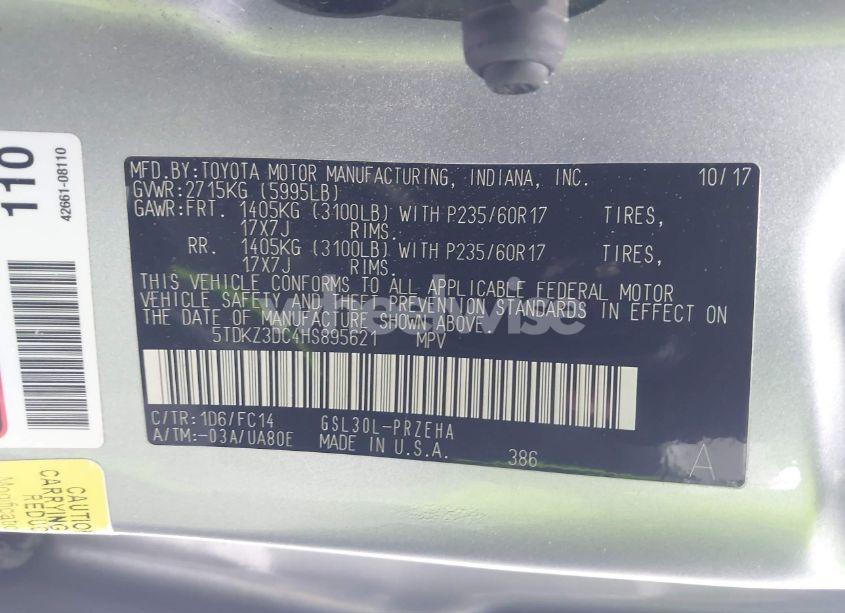 MFD.BY:TOYOTA MOTOR MANUFACTURING, INDIANA, INC. 10/17
GVWR:2715KG (5995LB)
GAWR:FRT. 1405KG (3100LB) WITH P235/60R17 TIRES,
17X7J RIMS.
RR. 1405KG (3100LB) WITH P235/60R17 TIRES,
17X7J RIMS.
THIS VEHICLE CONFORMS TO ALL APPLICABLE FEDERAL MOTOR
VEHICLE SAFETY AND THEFT PREVENTION STANDARDS IN EFFECT ON
THE DATE OF MANUFACTURE SHOWN ABOVE.
5TDKZ3DC4HS895621 MPV
C/TR:1D6/FC14 GSL30L-PRZEHA
A/TM:-03A/UA80E MADE IN U.S.A. 386 A
110
42661-08110
CAUTION
CARRYING
REDUC
wheelwise